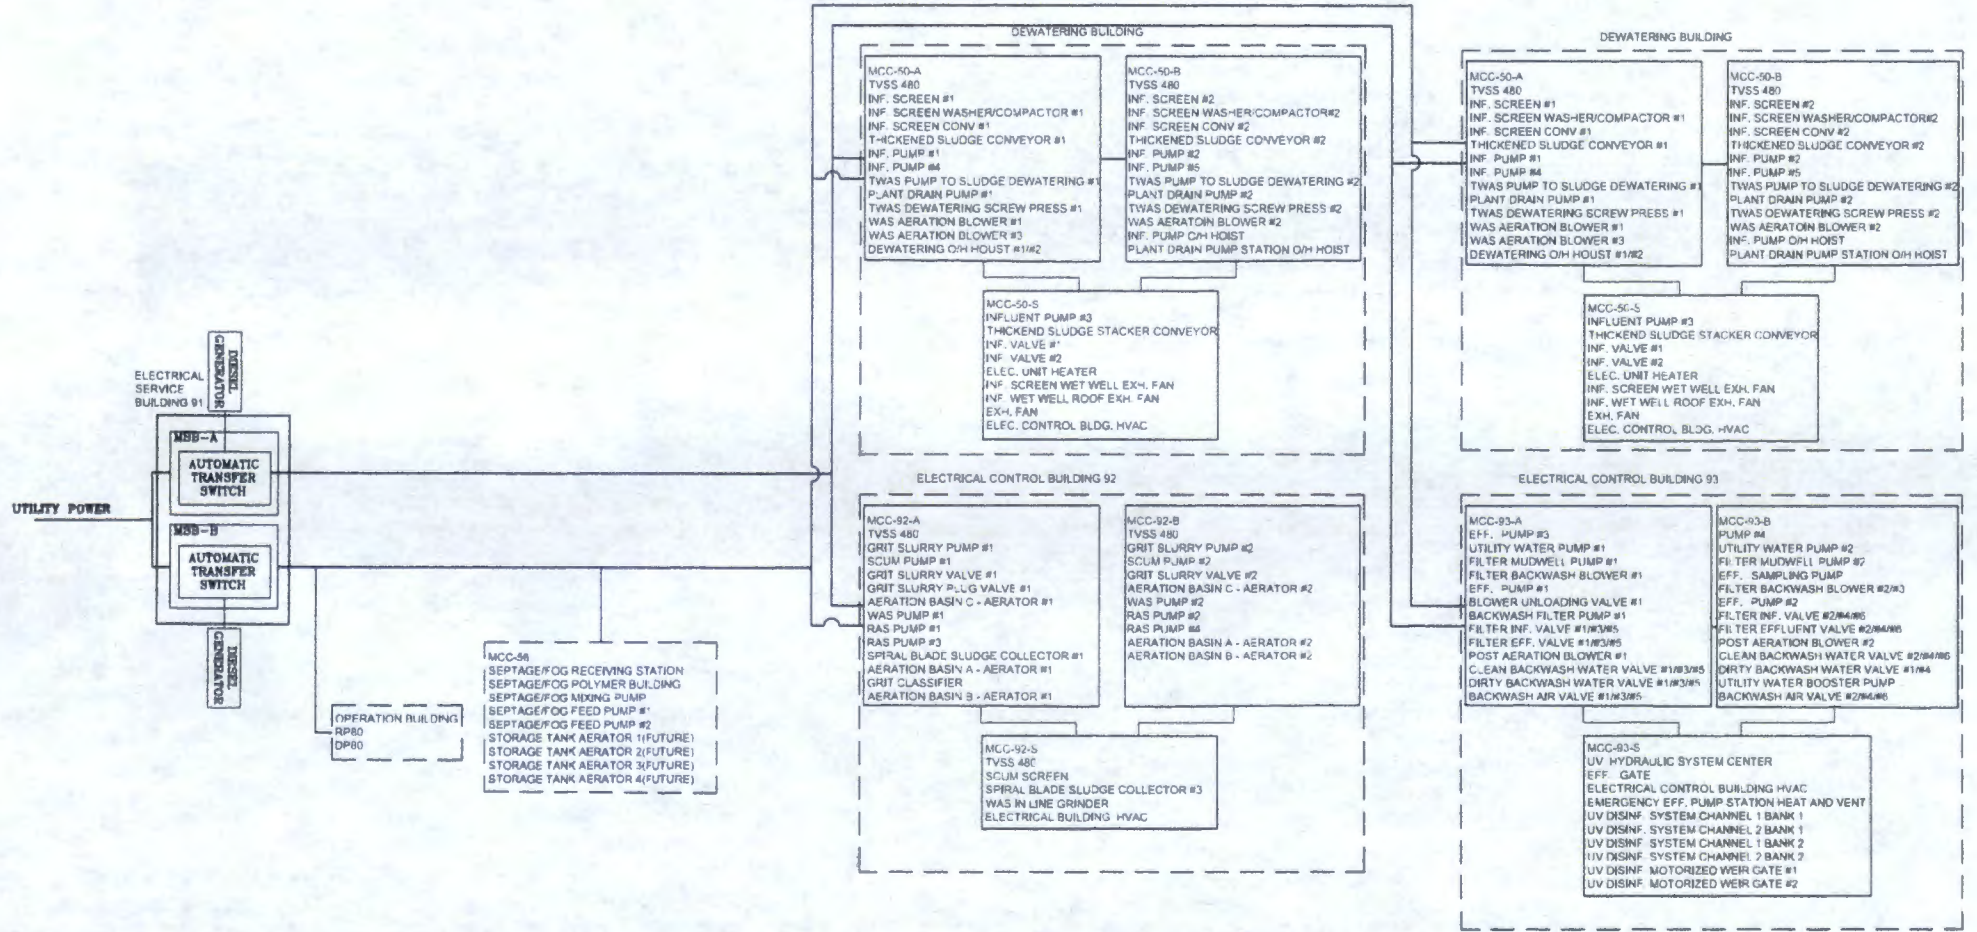 ELECTRICAL
SERVICE
BUILDING 91
DIESEL
GENERATOR
MSB-A
AUTOMATIC
TRANSFER
SWITCH
UTILITY POWER
MSB-B
AUTOMATIC
TRANSFER
SWITCH
DIESEL
GENERATOR
OPERATION BUILDING
RP80
DP80
MCC-56
SEPTAGE/FOG RECEIVING STATION
SEPTAGE/FOG POLYMER BUILDING
SEPTAGE/FOG MIXING PUMP
SEPTAGE/FOG FEED PUMP #1
SEPTAGE/FOG FEED PUMP #2
STORAGE TANK AERATOR 1(FUTURE)
STORAGE TANK AERATOR 2(FUTURE)
STORAGE TANK AERATOR 3(FUTURE)
STORAGE TANK AERATOR 4(FUTURE)
DEWATERING BUILDING
MCC-50-A
TVSS 480
INF. SCREEN #1
INF. SCREEN WASHER/COMPACTOR #1
INF. SCREEN CONV #1
THICKENED SLUDGE CONVEYOR #1
INF. PUMP #1
INF. PUMP #4
TWAS PUMP TO SLUDGE DEWATERING #1
PLANT DRAIN PUMP #1
TWAS DEWATERING SCREW PRESS #1
WAS AERATION BLOWER #1
WAS AERATION BLOWER #3
DEWATERING O/H HOUST #1/#2
MCC-50-B
TVSS 480
INF. SCREEN #2
INF. SCREEN WASHER/COMPACTOR#2
INF. SCREEN CONV #2
THICKENED SLUDGE CONVEYOR #2
INF. PUMP #2
INF. PUMP #5
TWAS PUMP TO SLUDGE DEWATERING #2
PLANT DRAIN PUMP #2
TWAS DEWATERING SCREW PRESS #2
WAS AERATOIN BLOWER #2
INF. PUMP O/H HOIST
PLANT DRAIN PUMP STATION O/H HOIST
MCC-50-S
INFLUENT PUMP #3
THICKEND SLUDGE STACKER CONVEYOR
INF. VALVE #1
INF. VALVE #2
ELEC. UNIT HEATER
INF. SCREEN WET WELL EXH. FAN
INF. WET WELL ROOF EXH. FAN
EXH. FAN
ELEC. CONTROL BLDG. HVAC
DEWATERING BUILDING
MCC-50-A
TVSS 480
INF. SCREEN #1
INF. SCREEN WASHER/COMPACTOR #1
INF. SCREEN CONV #1
THICKENED SLUDGE CONVEYOR #1
INF. PUMP #1
INF. PUMP #4
TWAS PUMP TO SLUDGE DEWATERING #1
PLANT DRAIN PUMP #1
TWAS DEWATERING SCREW PRESS #1
WAS AERATION BLOWER #1
WAS AERATION BLOWER #3
DEWATERING O/H HOUST #1/#2
MCC-50-B
TVSS 480
INF. SCREEN #2
INF. SCREEN WASHER/COMPACTOR#2
INF. SCREEN CONV #2
THICKENED SLUDGE CONVEYOR #2
INF. PUMP #2
INF. PUMP #5
TWAS PUMP TO SLUDGE DEWATERING #2
PLANT DRAIN PUMP #2
TWAS DEWATERING SCREW PRESS #2
WAS AERATOIN BLOWER #2
INF. PUMP O/H HOIST
PLANT DRAIN PUMP STATION O/H HOIST
MCC-50-S
INFLUENT PUMP #3
THICKEND SLUDGE STACKER CONVEYOR
INF. VALVE #1
INF. VALVE #2
ELEC. UNIT HEATER
INF. SCREEN WET WELL EXH. FAN
INF. WET WELL ROOF EXH. FAN
EXH. FAN
ELEC. CONTROL BLDG. HVAC
ELECTRICAL CONTROL BUILDING 92
MCC-92-A
TVSS 480
GRIT SLURRY PUMP #1
SCUM PUMP #1
GRIT SLURRY VALVE #1
GRIT SLURRY PLUG VALVE #1
AERATION BASIN C - AERATOR #1
WAS PUMP #1
RAS PUMP #1
RAS PUMP #3
SPIRAL BLADE SLUDGE COLLECTOR #1
AERATION BASIN A - AERATOR #1
GRIT CLASSIFIER
AERATION BASIN B - AERATOR #1
MCC-92-B
TVSS 480
GRIT SLURRY PUMP #2
SCUM PUMP #2
GRIT SLURRY VALVE #2
AERATION BASIN C - AERATOR #2
WAS PUMP #2
RAS PUMP #2
RAS PUMP #4
AERATION BASIN A - AERATOR #2
AERATION BASIN B - AERATOR #2
MCC-92-S
TVSS 480
SCUM SCREEN
SPIRAL BLADE SLUDGE COLLECTOR #3
WAS IN LINE GRINDER
ELECTRICAL BUILDING HVAC
ELECTRICAL CONTROL BUILDING 93
MCC-93-A
EFF. PUMP #3
UTILITY WATER PUMP #1
FILTER MUDWELL PUMP #1
FILTER BACKWASH BLOWER #1
EFF. PUMP #1
BLOWER UNLOADING VALVE #1
BACKWASH FILTER PUMP #1
FILTER INF. VALVE #1/#3/#5
FILTER EFF. VALVE #1/#3/#5
POST AERATION BLOWER #1
CLEAN BACKWASH WATER VALVE #1/#3/#5
DIRTY BACKWASH WATER VALVE #1/#3/#5
BACKWASH AIR VALVE #1/#3/#5
MCC-93-B
PUMP #4
UTILITY WATER PUMP #2
FILTER MUDWELL PUMP #2
EFF. SAMPLING PUMP
FILTER BACKWASH BLOWER #2/#3
EFF. PUMP #2
FILTER INF. VALVE #2/#4/#6
FILTER EFFLUENT VALVE #2/#4/#6
POST AERATION BLOWER #2
CLEAN BACKWASH WATER VALVE #2/#4/#6
DIRTY BACKWASH WATER VALVE #1/#4
UTILITY WATER BOOSTER PUMP
BACKWASH AIR VALVE #2/#4/#6
MCC-93-S
UV HYDRAULIC SYSTEM CENTER
EFF. GATE
ELECTRICAL CONTROL BUILDING HVAC
EMERGENCY EFF. PUMP STATION HEAT AND VENT
UV DISINF. SYSTEM CHANNEL 1 BANK 1
UV DISINF. SYSTEM CHANNEL 2 BANK 1
UV DISINF. SYSTEM CHANNEL 1 BANK 2
UV DISINF. SYSTEM CHANNEL 2 BANK 2
UV DISINF. MOTORIZED WEIR GATE #1
UV DISINF. MOTORIZED WEIR GATE #2